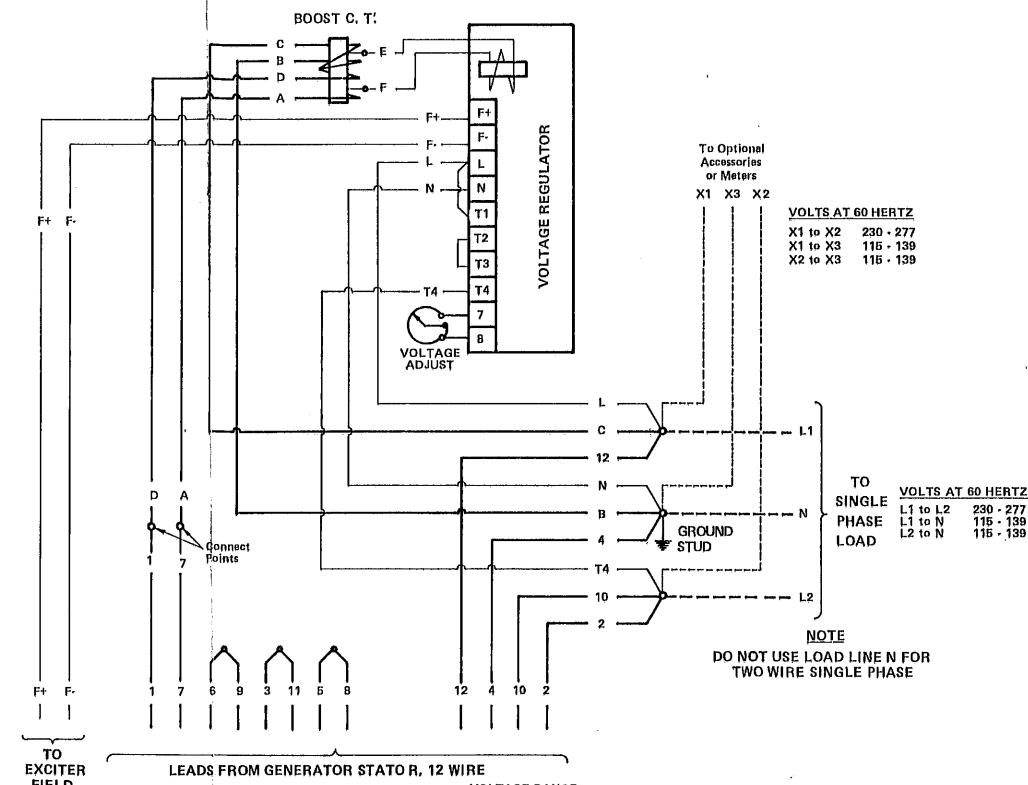 BOOST C. T.
C
B
D
A
E
F
F+
F-
L
N
T4
F+
F-
L
N
T1
T2
T3
T4
7
8
VOLTAGE REGULATOR
VOLTAGE
ADJUST
F+ F-
To Optional
Accessories
or Meters
X1 X3 X2
VOLTS AT 60 HERTZ
X1 to X2 230 - 277
X1 to X3 115 - 139
X2 to X3 115 - 139
L
C
12
L1
N
B
4
N
GROUND
STUD
T4
10
2
L2
TO
SINGLE
PHASE
LOAD
VOLTS AT 60 HERTZ
L1 to L2 230 - 277
L1 to N 115 - 139
L2 to N 115 - 139
D A
Connect
Points
1 7
NOTE
DO NOT USE LOAD LINE N FOR
TWO WIRE SINGLE PHASE
F+ F- 1 7 6 9 3 11 5 8 12 4 10 2
TO
EXCITER
FIELD
LEADS FROM GENERATOR STATOR, 12 WIRE